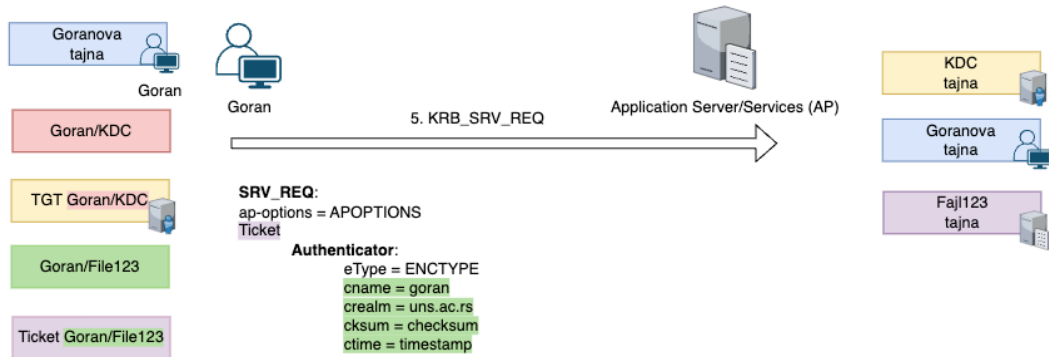 Goranova
tajna
Goran
Goran/KDC
TGT Goran/KDC
Goran/File123
Ticket Goran/File123
Goran
5. KRB_SRV_REQ
Application Server/Services (AP)
SRV_REQ:
ap-options = APOPTIONS
Ticket
Authenticator:
eType = ENCTYPE
cname = goran
crealm = uns.ac.rs
cksum = checksum
ctime = timestamp
KDC
tajna
Goranova
tajna
Fajl123
tajna